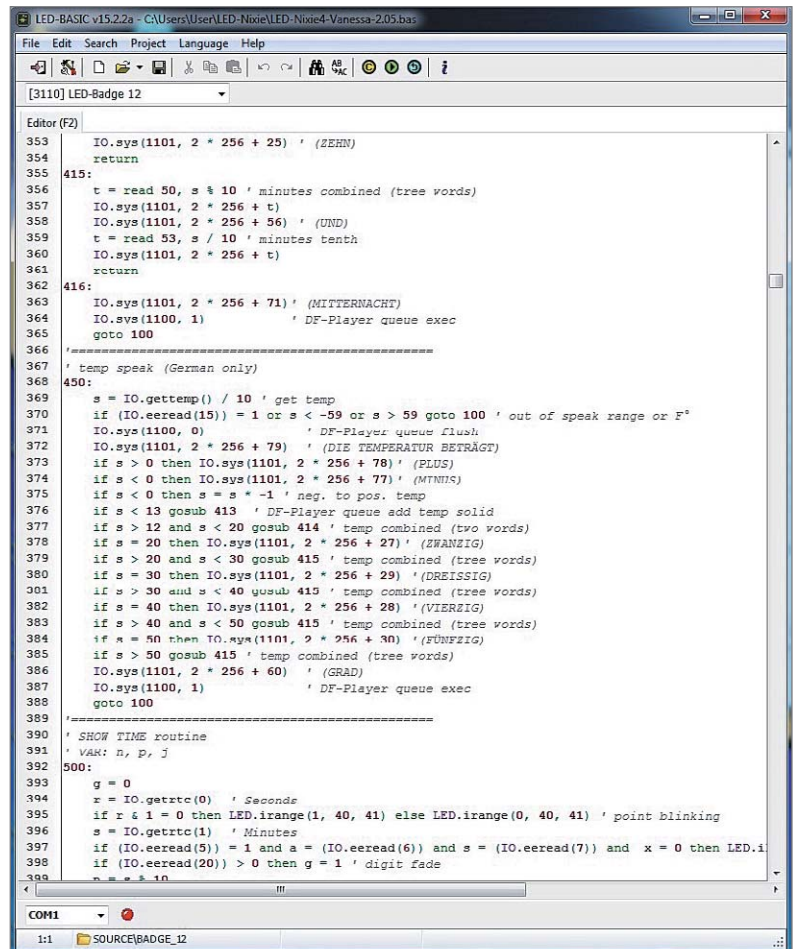 LED-BASIC v15.2.2a - C:\Users\User\LED-Nixie\LED-Nixie4-Vanessa-2.05.bas
File Edit Search Project Language Help
[3110] LED-Badge 12
Editor (F2)
353 IO.sys(1101, 2 * 256 + 25) ' (ZEHN)
354 return
355 415:
356 t = read 50, s % 10 ' minutes combined (tree words)
357 IO.sys(1101, 2 * 256 + t)
358 IO.sys(1101, 2 * 256 + 56) ' (UND)
359 t = read 53, s / 10 ' minutes tenth
360 IO.sys(1101, 2 * 256 + t)
361 return
362 416:
363 IO.sys(1101, 2 * 256 + 71)' (MITTERNACHT)
364 IO.sys(1100, 1) ' DF-Player queue exec
365 goto 100
366 '==================================================
367 ' temp speak (German only)
368 450:
369 s = IO.gettemp() / 10 ' get temp
370 if (IO.eeread(15)) = 1 or s < -59 or s > 59 goto 100 ' out of speak range or F°
371 IO.sys(1100, 0) ' DF-Player queue flush
372 IO.sys(1101, 2 * 256 + 79) ' (DIE TEMPERATUR BETRÄGT)
373 if s > 0 then IO.sys(1101, 2 * 256 + 78)' (PLUS)
374 if s < 0 then IO.sys(1101, 2 * 256 + 77)' (MINUS)
375 if s < 0 then s = s * -1 ' neg. to pos. temp
376 if s < 13 gosub 413 ' DF-Player queue add temp solid
377 if s > 12 and s < 20 gosub 414 ' temp combined (two words)
378 if s = 20 then IO.sys(1101, 2 * 256 + 27)' (ZWANZIG)
379 if s > 20 and s < 30 gosub 415 ' temp combined (tree words)
380 if s = 30 then IO.sys(1101, 2 * 256 + 29) '(DREISSIG)
381 if s > 30 and s < 40 gosub 415 ' temp combined (tree words)
382 if s = 40 then IO.sys(1101, 2 * 256 + 28) '(VIERZIG)
383 if s > 40 and s < 50 gosub 415 ' temp combined (tree words)
384 if s = 50 then IO.sys(1101, 2 * 256 + 30) '(FÜNFZIG)
385 if s > 50 gosub 415 ' temp combined (tree words)
386 IO.sys(1101, 2 * 256 + 60) ' (GRAD)
387 IO.sys(1100, 1) ' DF-Player queue exec
388 goto 100
389 '==================================================
390 ' SHOW TIME routine
391 ' VAR: n, p, j
392 500:
393 g = 0
394 r = IO.getrtc(0) ' Seconds
395 if r & 1 = 0 then LED.irange(1, 40, 41) else LED.irange(0, 40, 41) ' point blinking
396 s = IO.getrtc(1) ' Minutes
397 if (IO.eeread(5)) = 1 and a = (IO.eeread(6)) and s = (IO.eeread(7)) and x = 0 then LED.i
398 if (IO.eeread(20)) > 0 then g = 1 ' digit fade
399 n = s % 10
COM1
1:1 SOURCE\BADGE_12